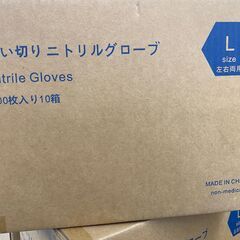 い切りニトリルグローブ
trile Gloves
00枚入り10箱
L
size
左右両用
MADE IN CH
non-medic